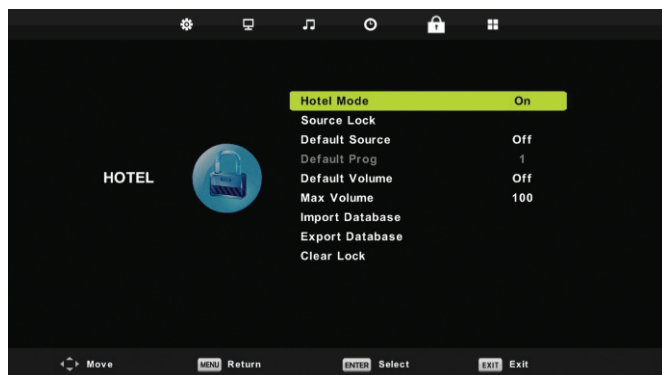 HOTEL
Hotel Mode On
Source Lock
Default Source Off
Default Prog 1
Default Volume Off
Max Volume 100
Import Database
Export Database
Clear Lock
Move MENU Return ENTER Select EXIT Exit